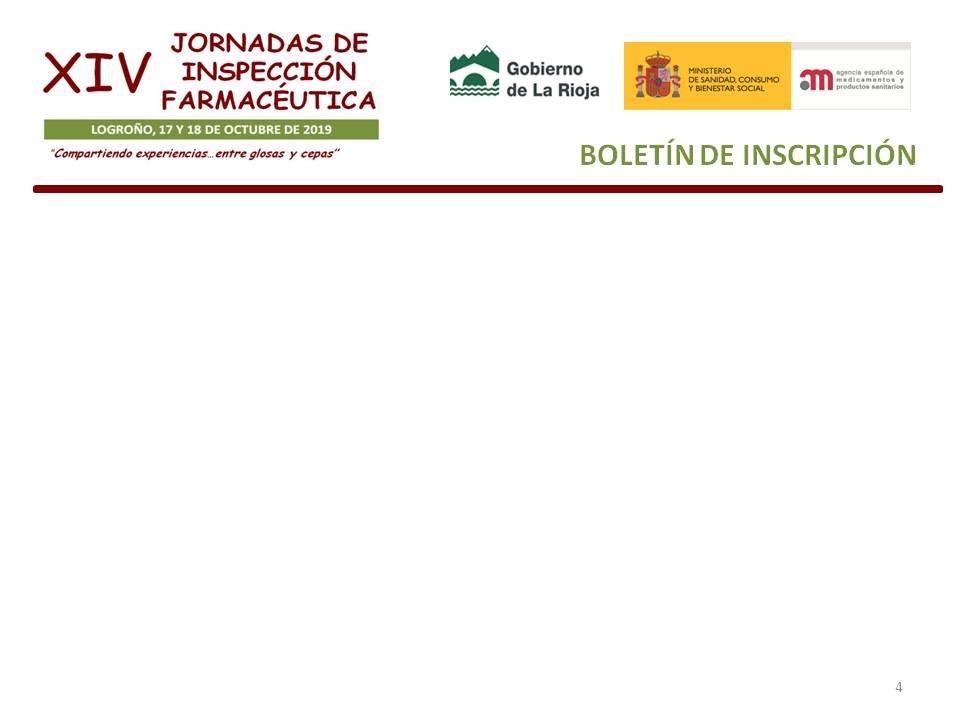 XIV JORNADAS DE
INSPECCIÓN
FARMACÉUTICA
LOGROÑO, 17 Y 18 DE OCTUBRE DE 2019
"Compartiendo experiencias...entre glosas y cepas"
Gobierno
de La Rioja
MINISTERIO
DE SANIDAD, CONSUMO
Y BIENESTAR SOCIAL
am
agencia española de
medicamentos y
productos sanitarios
BOLETÍN DE INSCRIPCIÓN
4